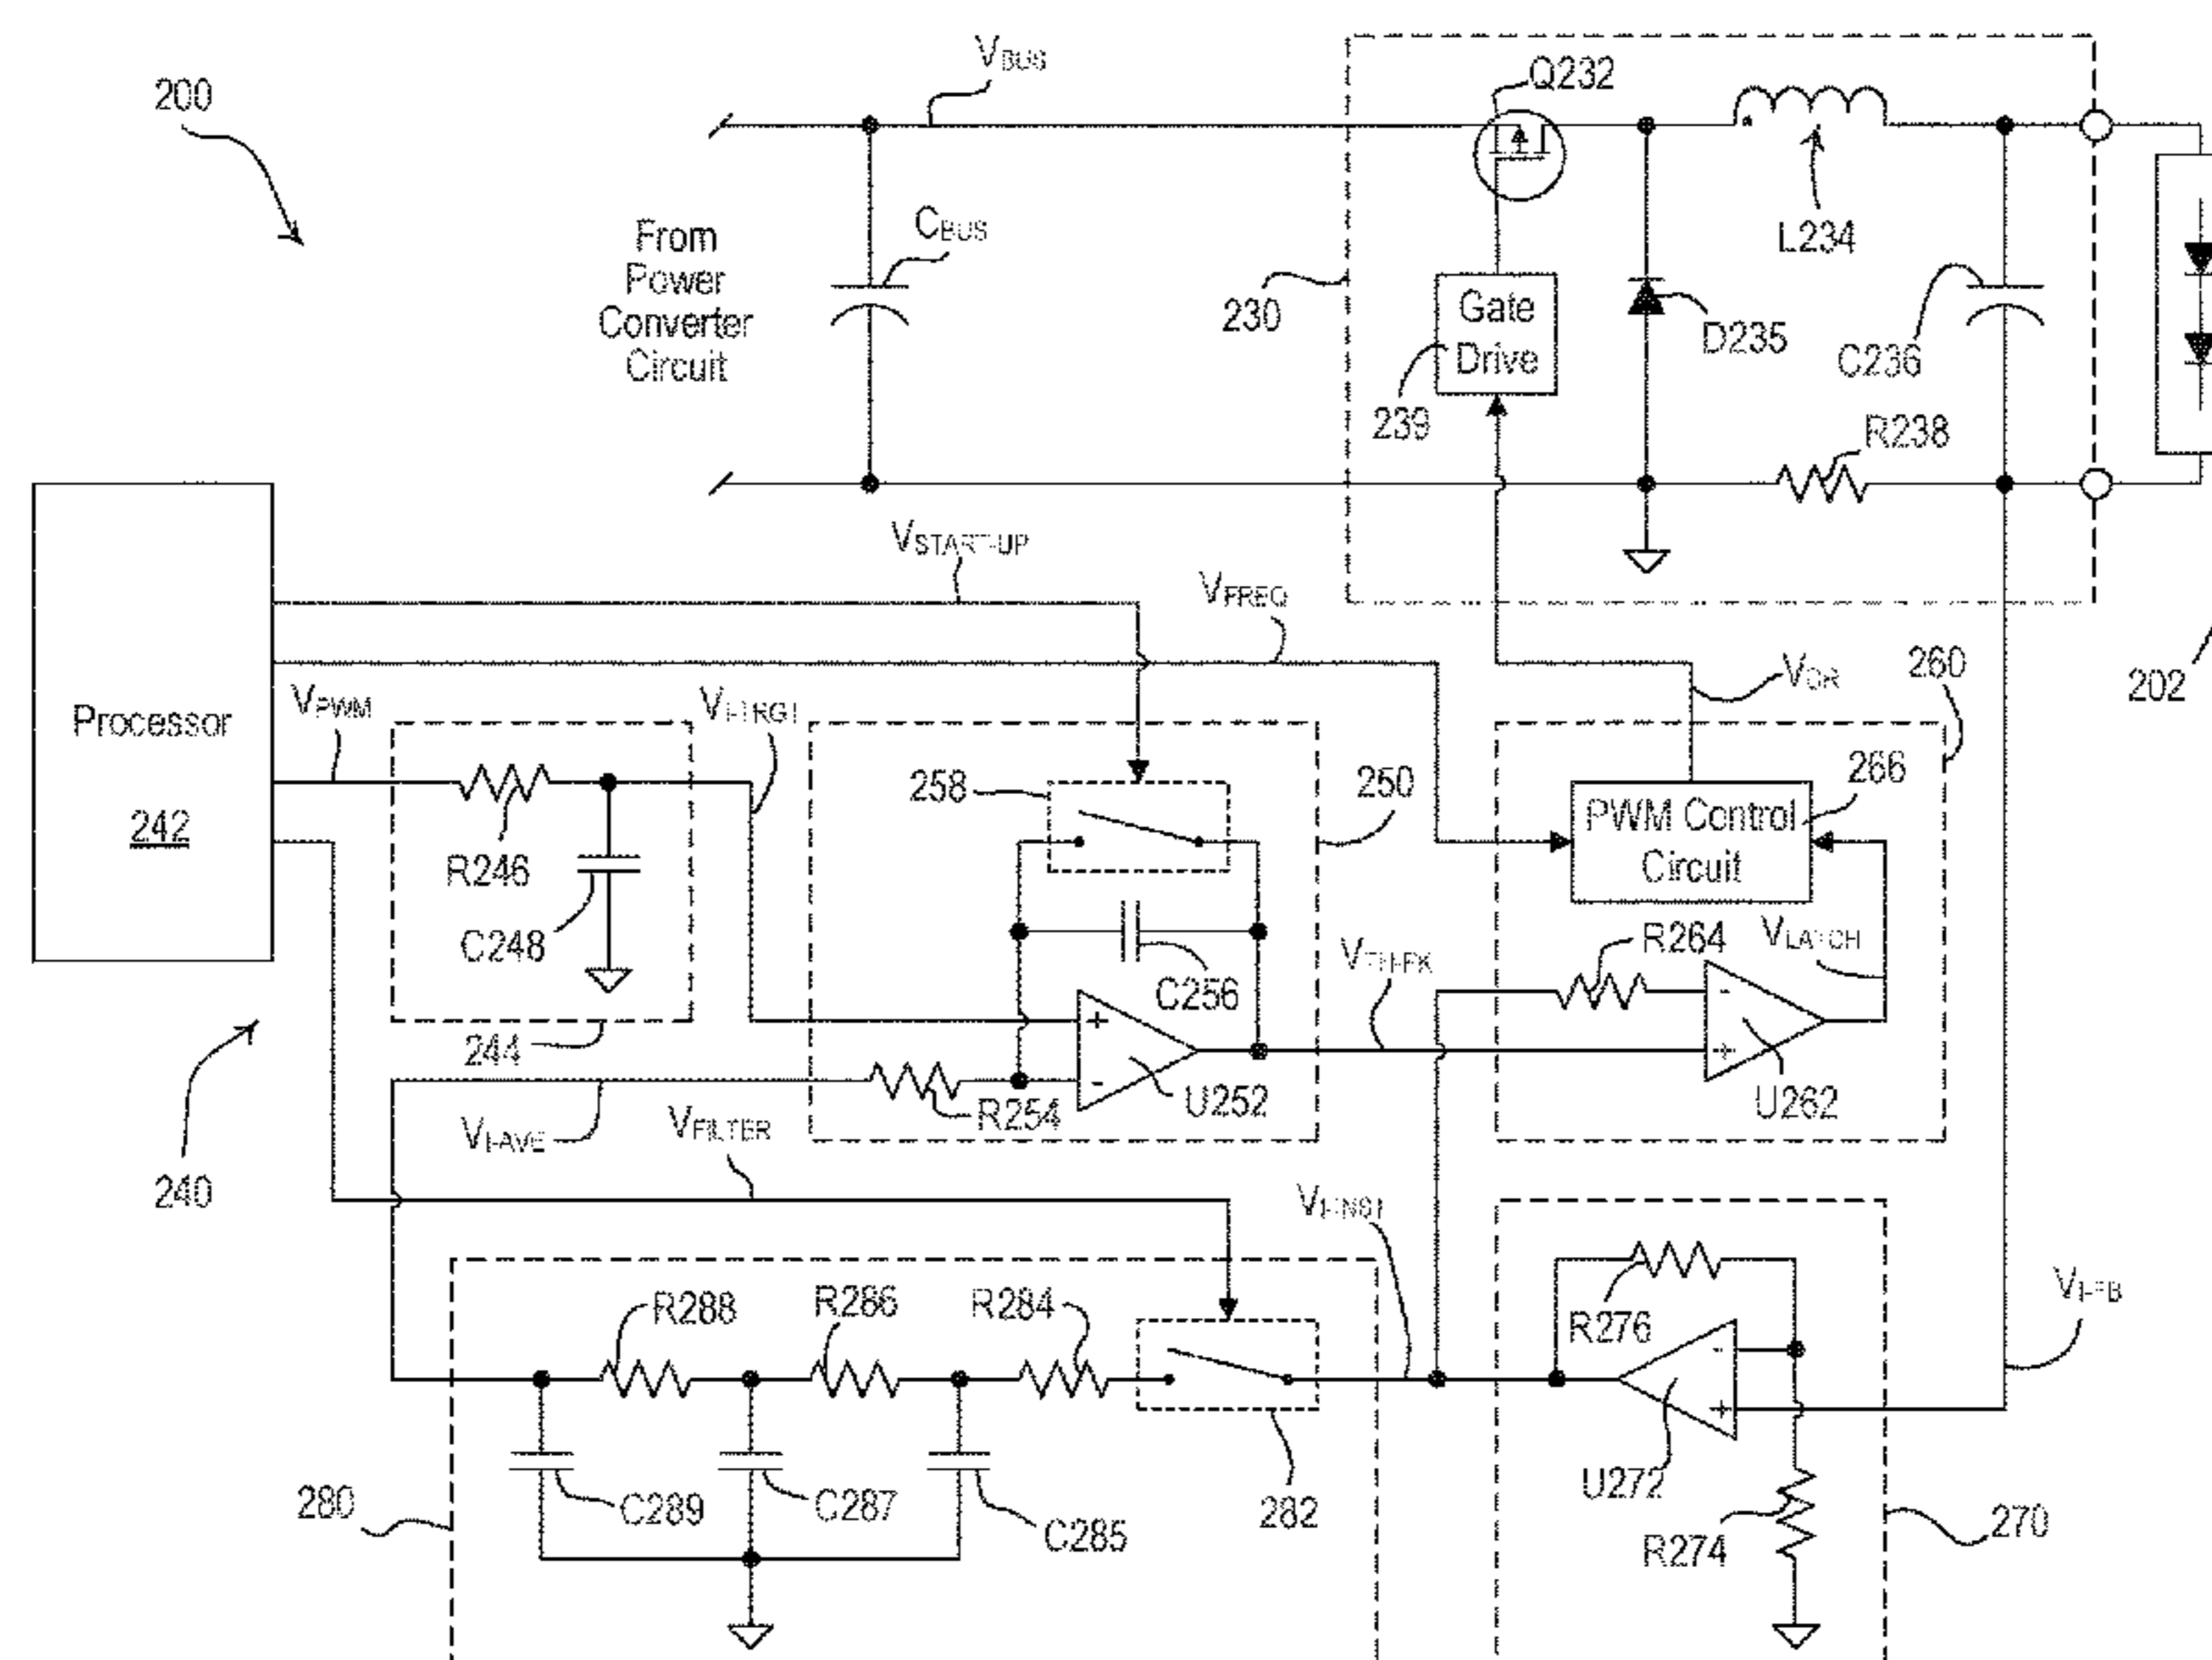 200
VBUS
Q232
From
Power
Converter
Circuit
CBUS
230
Gate
Drive
239
D235
L234
C236
R238
202
VSTART-UP
VFREQ
VDR
260
Processor
242
VPWM
VI-TRGT
R246
C248
244
258
250
C256
U252
R254
+
-
VTH-PK
PWM Control
Circuit
266
R264
VLATCH
U262
-
+
240
VI-AVE
VFILTER
VI-INST
VI-FB
R288
R286
R284
R276
-
+
U272
R274
270
280
C289
C287
C285
282